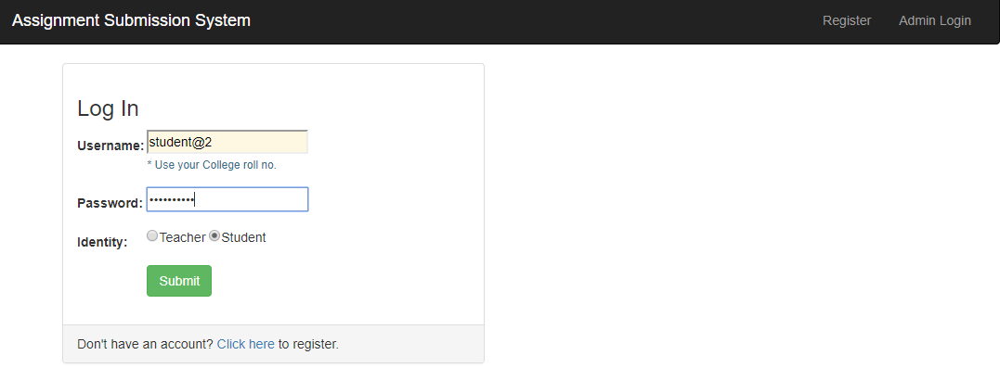 Assignment Submission System Register Admin Login
Log In
Username: student@2
* Use your College roll no.
Password: ••••••••••
Identity: Teacher Student
Submit
Don't have an account? Click here to register.